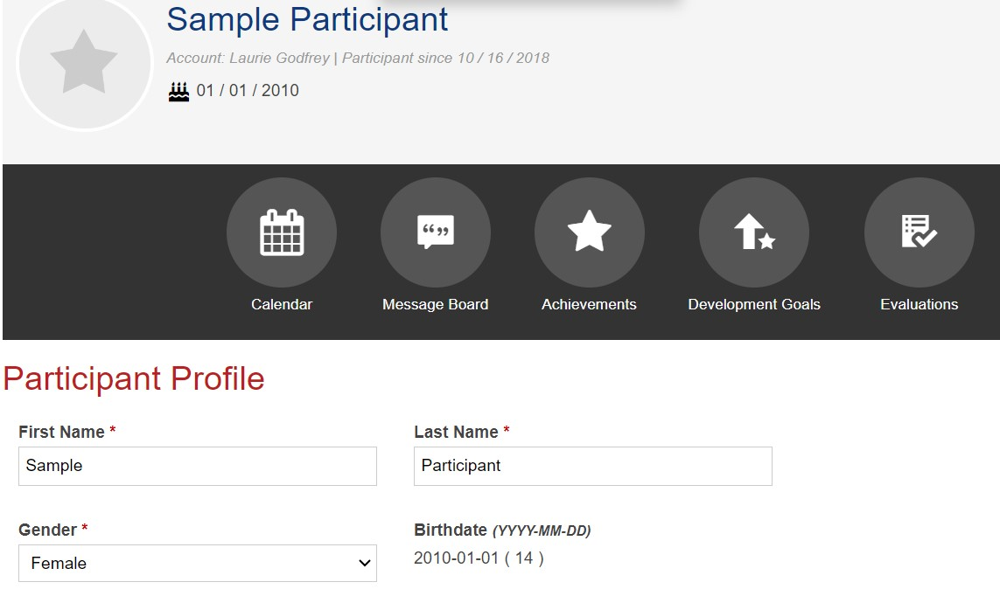 Sample Participant
Account: Laurie Godfrey | Participant since 10 / 16 / 2018
01 / 01 / 2010
Calendar
Message Board
Achievements
Development Goals
Evaluations
Participant Profile
First Name *
Last Name *
Sample
Participant
Gender *
Birthdate (YYYY-MM-DD)
Female
2010-01-01 ( 14 )